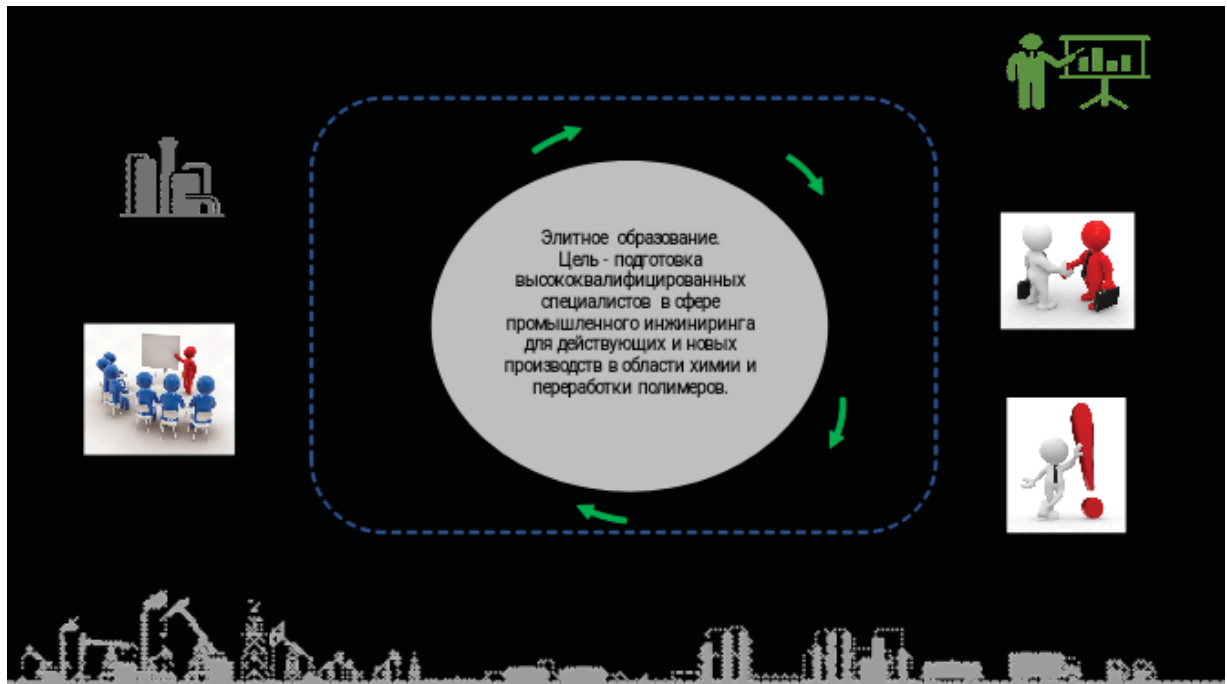 Элитное образование.
Цель - подготовка
высококвалифицированных
специалистов в сфере
промышленного инжиниринга
для действующих и новых
производств в области химии и
переработки полимеров.